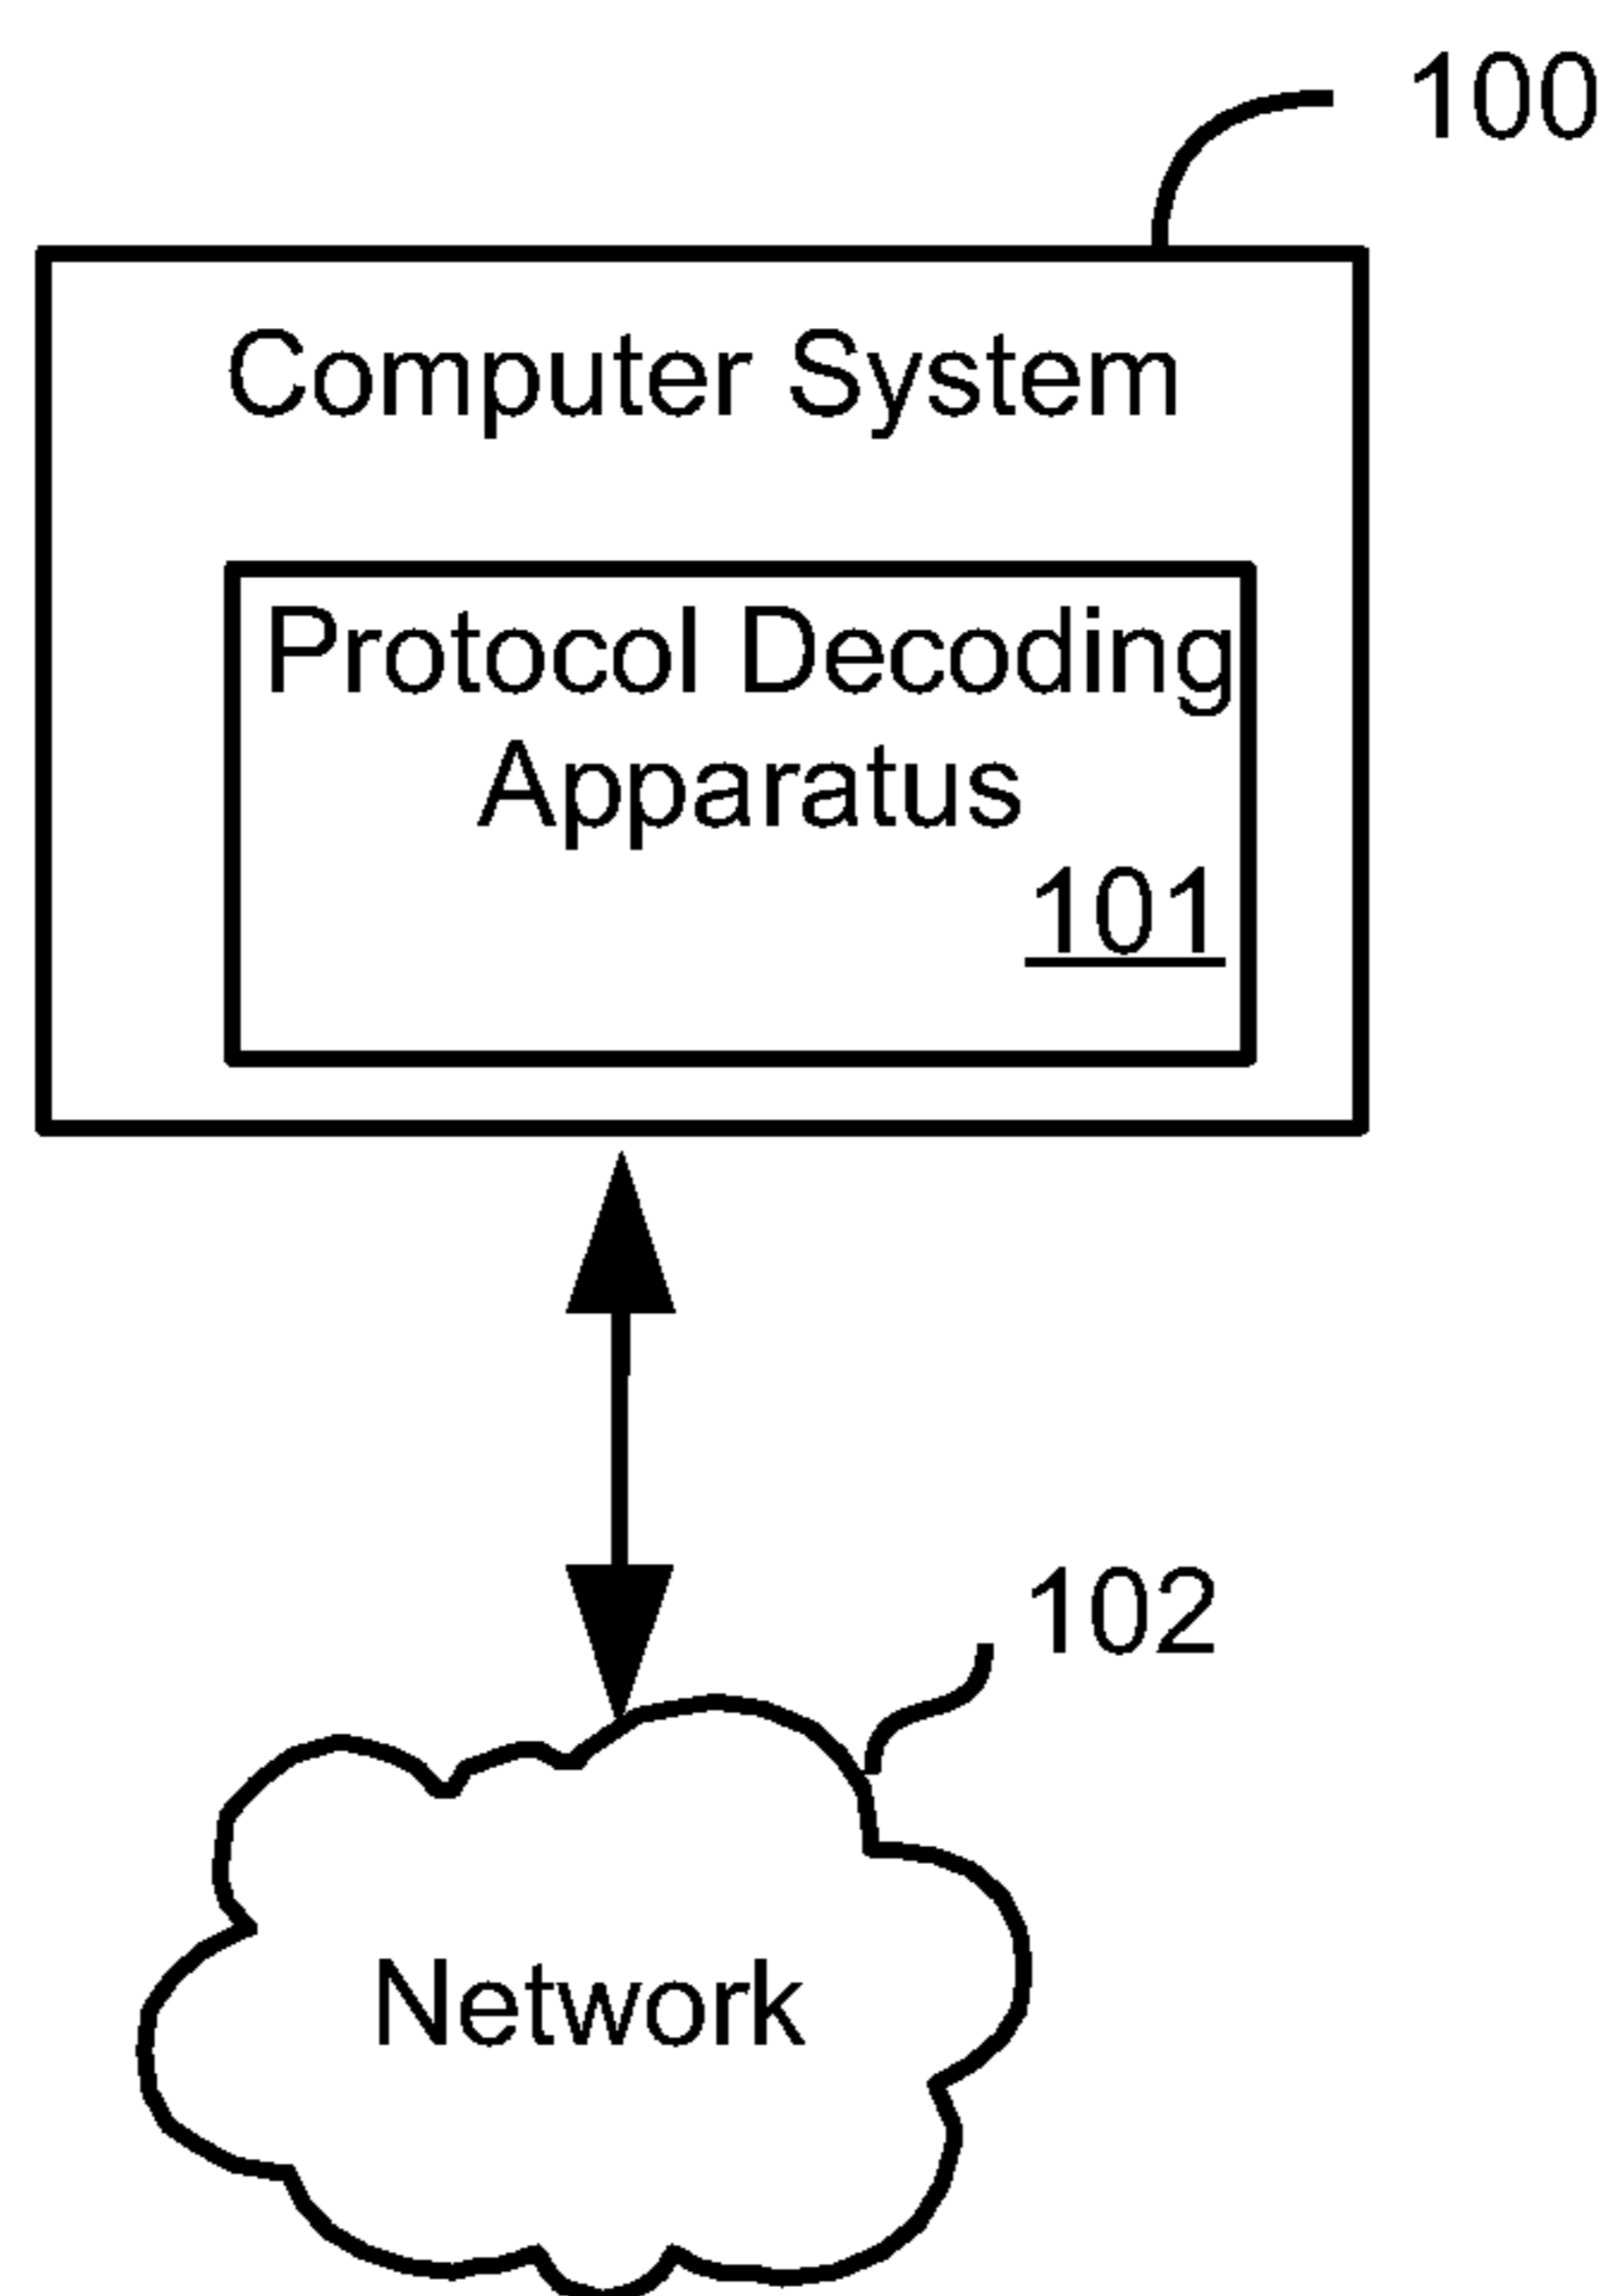 100
Computer System
Protocol Decoding
Apparatus
101
102
Network